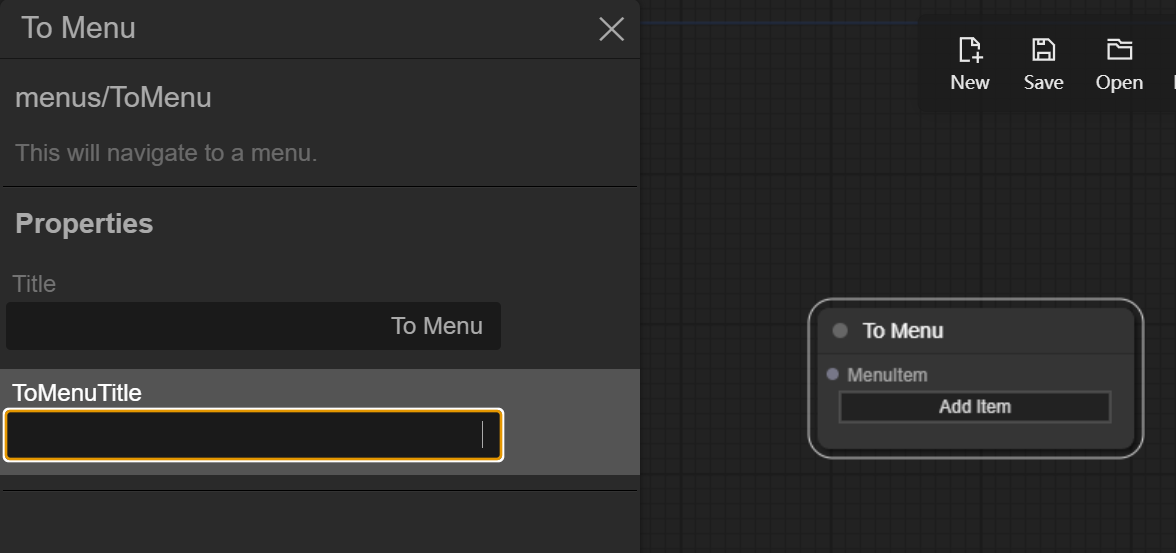 To Menu
menus/ToMenu
This will navigate to a menu.
Properties
Title
To Menu
ToMenuTitle
New
Save
Open
To Menu
MenuItem
Add Item